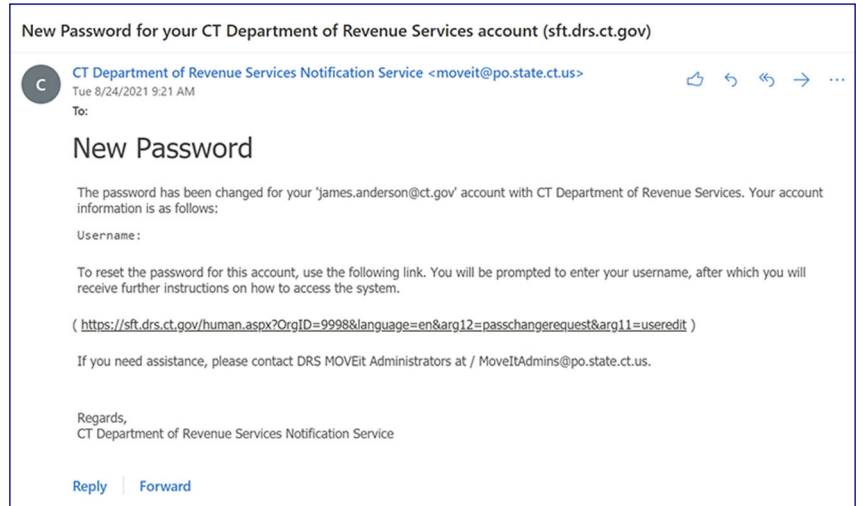 New Password for your CT Department of Revenue Services account (sft.drs.ct.gov)
C
CT Department of Revenue Services Notification Service <moveit@po.state.ct.us>
Tue 8/24/2021 9:21 AM
To:
New Password
The password has been changed for your 'james.anderson@ct.gov' account with CT Department of Revenue Services. Your account
information is as follows:
Username:
To reset the password for this account, use the following link. You will be prompted to enter your username, after which you will
receive further instructions on how to access the system.
( https://sft.drs.ct.gov/human.aspx?OrgID=9998&language=en&arg12=passchangerequest&arg11=useredit )
If you need assistance, please contact DRS MOVEit Administrators at / MoveItAdmins@po.state.ct.us.
Regards,
CT Department of Revenue Services Notification Service
Reply Forward